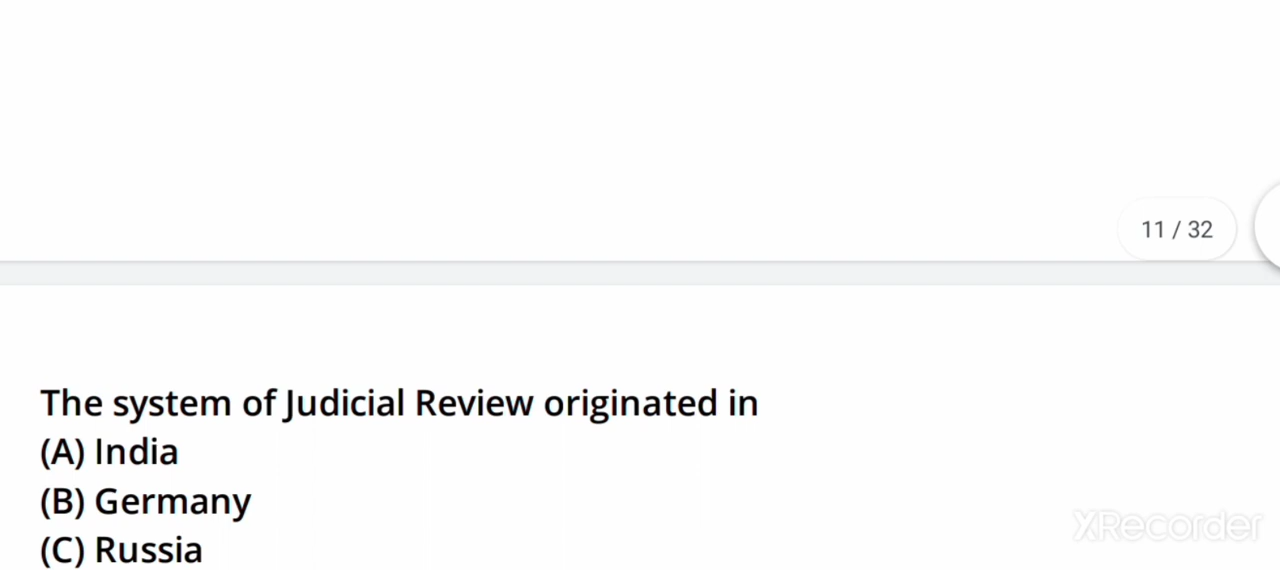 11 / 32
The system of Judicial Review originated in
(A) India
(B) Germany
(C) Russia
XRecorder